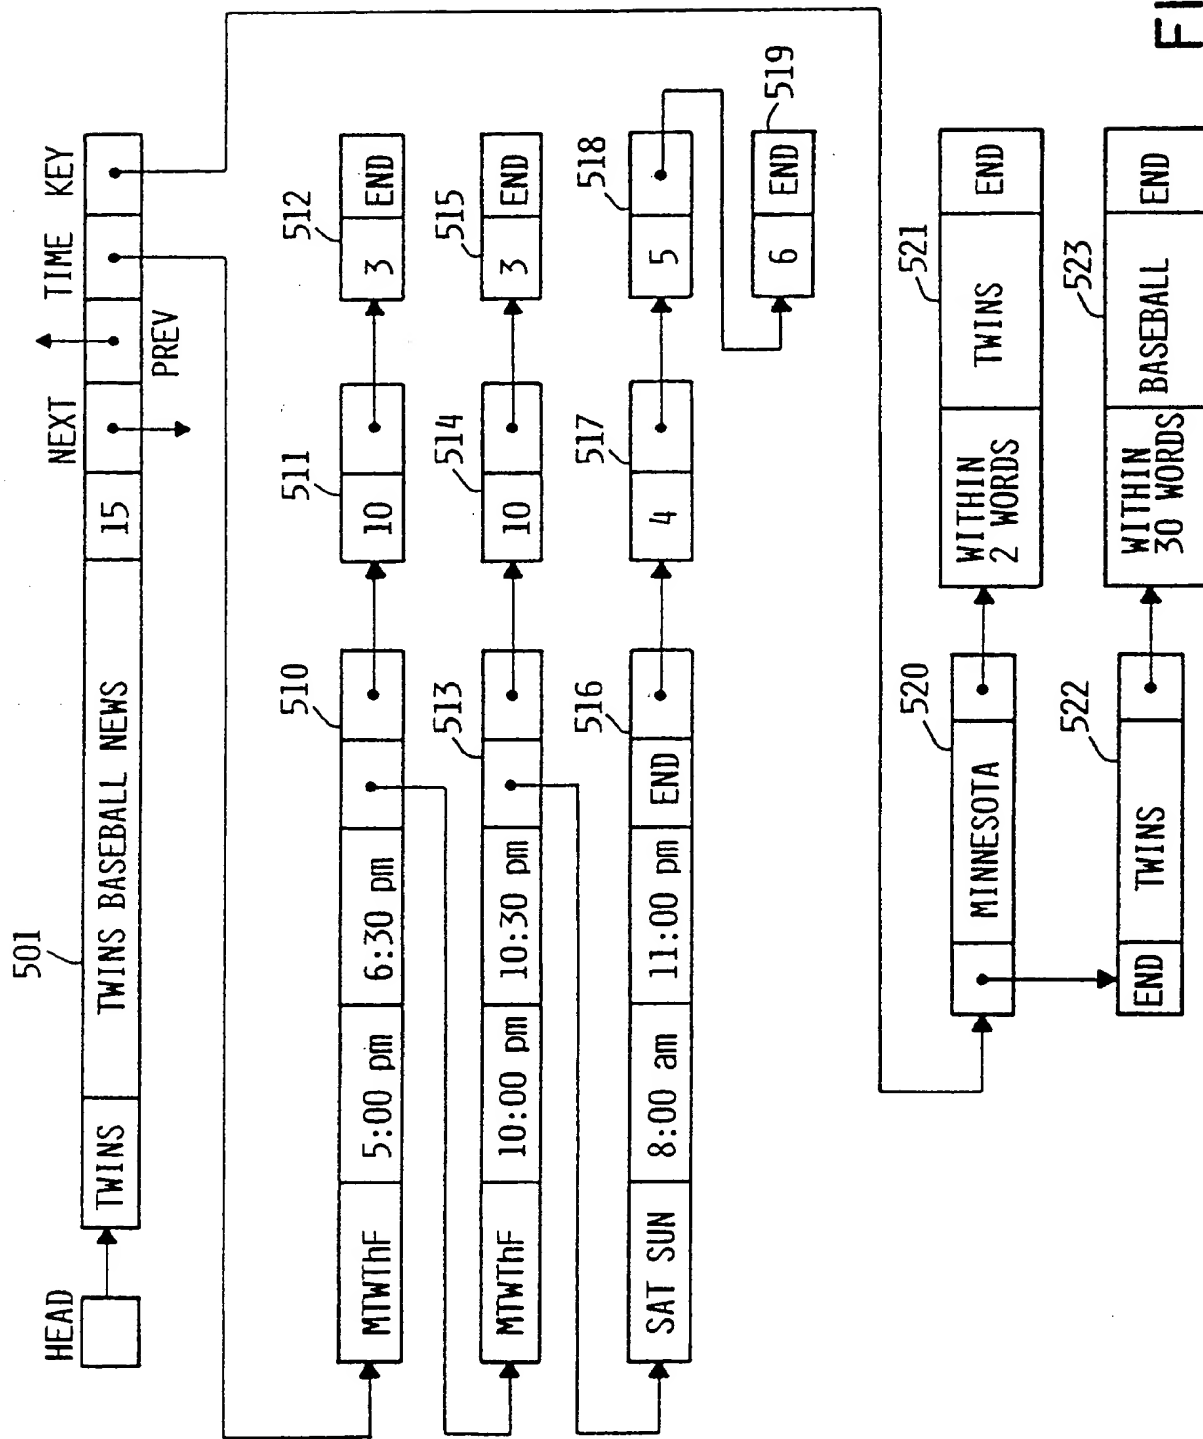 HEAD
501
NEXT TIME KEY
TWINS TWINS BASEBALL NEWS 15
PREV
510 511 512
MTWThF 5:00 pm 6:30 pm 10 3 END
513 514 515
MTWThF 10:00 pm 10:30 pm 10 3 END
516 517 518
SAT SUN 8:00 am 11:00 pm END 4 5
519
6 END
520 521
MINNESOTA WITHIN 2 WORDS TWINS END
522 523
END TWINS WITHIN 30 WORDS BASEBALL END